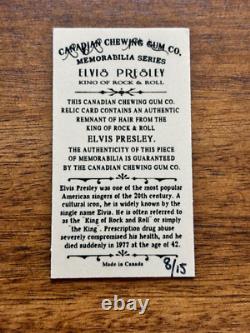 CANADIAN CHEWING GUM CO.
MEMORABILIA SERIES
ELVIS PRESLEY
KING OF ROCK & ROLL
THIS CANADIAN CHEWING GUM CO.
RELIC CARD CONTAINS AN AUTHENTIC
REMNANT OF HAIR FROM THE
KING OF ROCK & ROLL
ELVIS PRESLEY.
THE AUTHENTICITY OF THIS PIECE
OF MEMORABILIA IS GUARANTEED
BY THE CANADIAN CHEWING GUM CO.
Elvis Presley was one of the most popular
American singers of the 20th century. A
cultural icon, he is widely known by the
single name Elvis. He is often referred to
as the "King of Rock and Roll" or simply
"the King". Prescription drug abuse
severely compromised his health, and he
died suddenly in 1977 at the age of 42.
Made in Canada
8/15